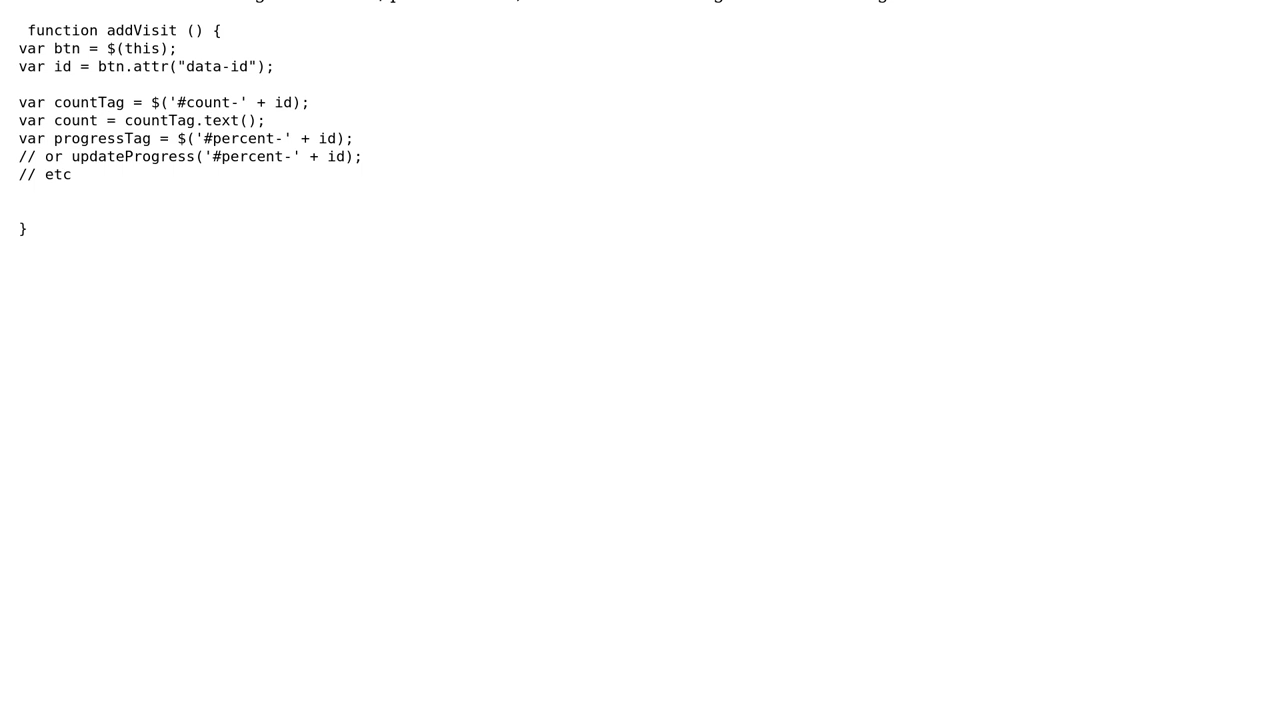 function addVisit () {
var btn = $(this);
var id = btn.attr("data-id");
var countTag = $('#count-' + id);
var count = countTag.text();
var progressTag = $('#percent-' + id);
// or updateProgress('#percent-' + id);
// etc
}